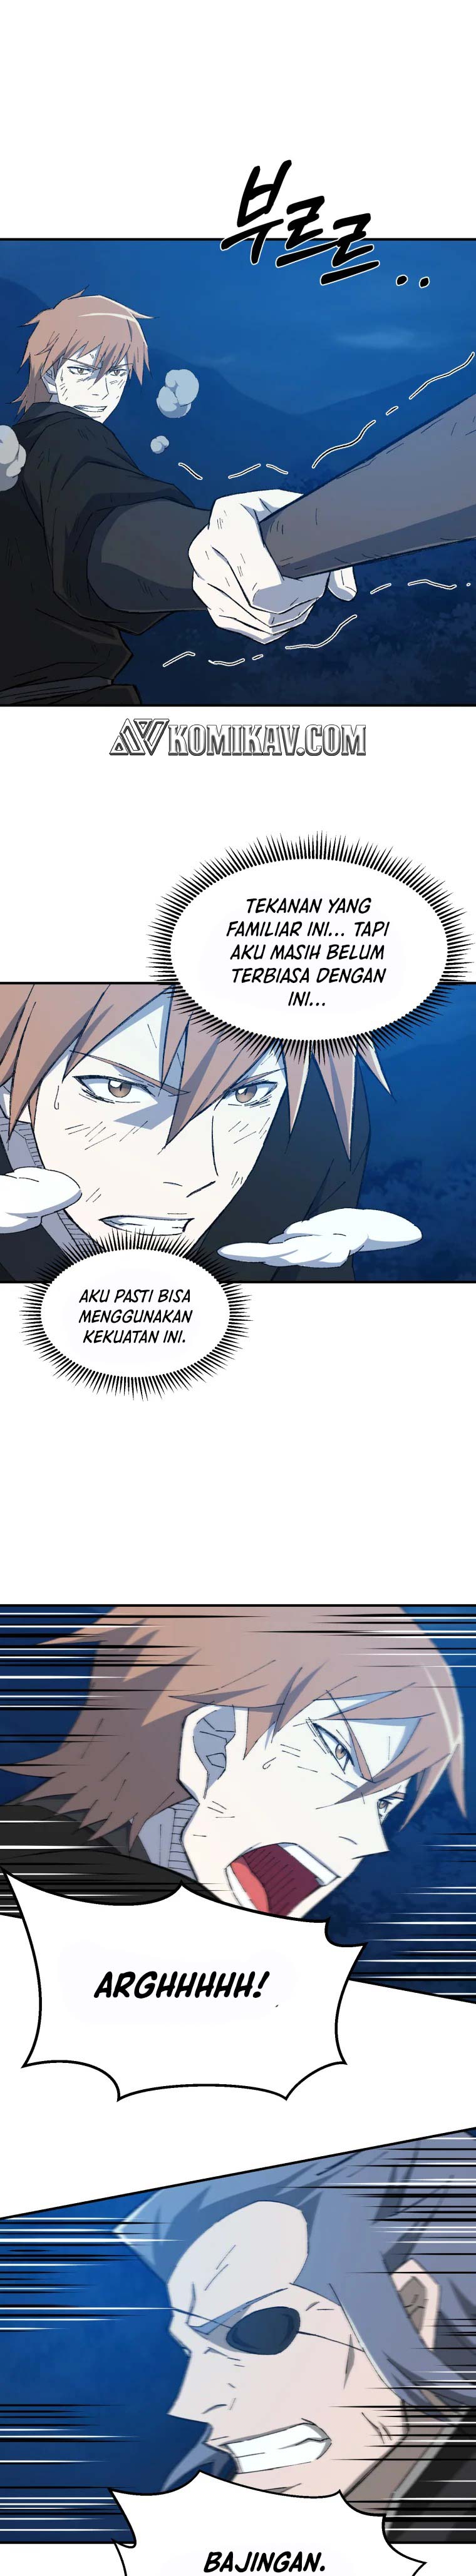 부르르..
KOMIKAV.COM
TEKANAN YANG
FAMILIAR INI... TAPI
AKU MASIH BELUM
TERBIASA DENGAN
INI...
AKU PASTI BISA
MENGGUNAKAN
KEKUATAN INI.
ARGHHHHH!
BAJINGAN.